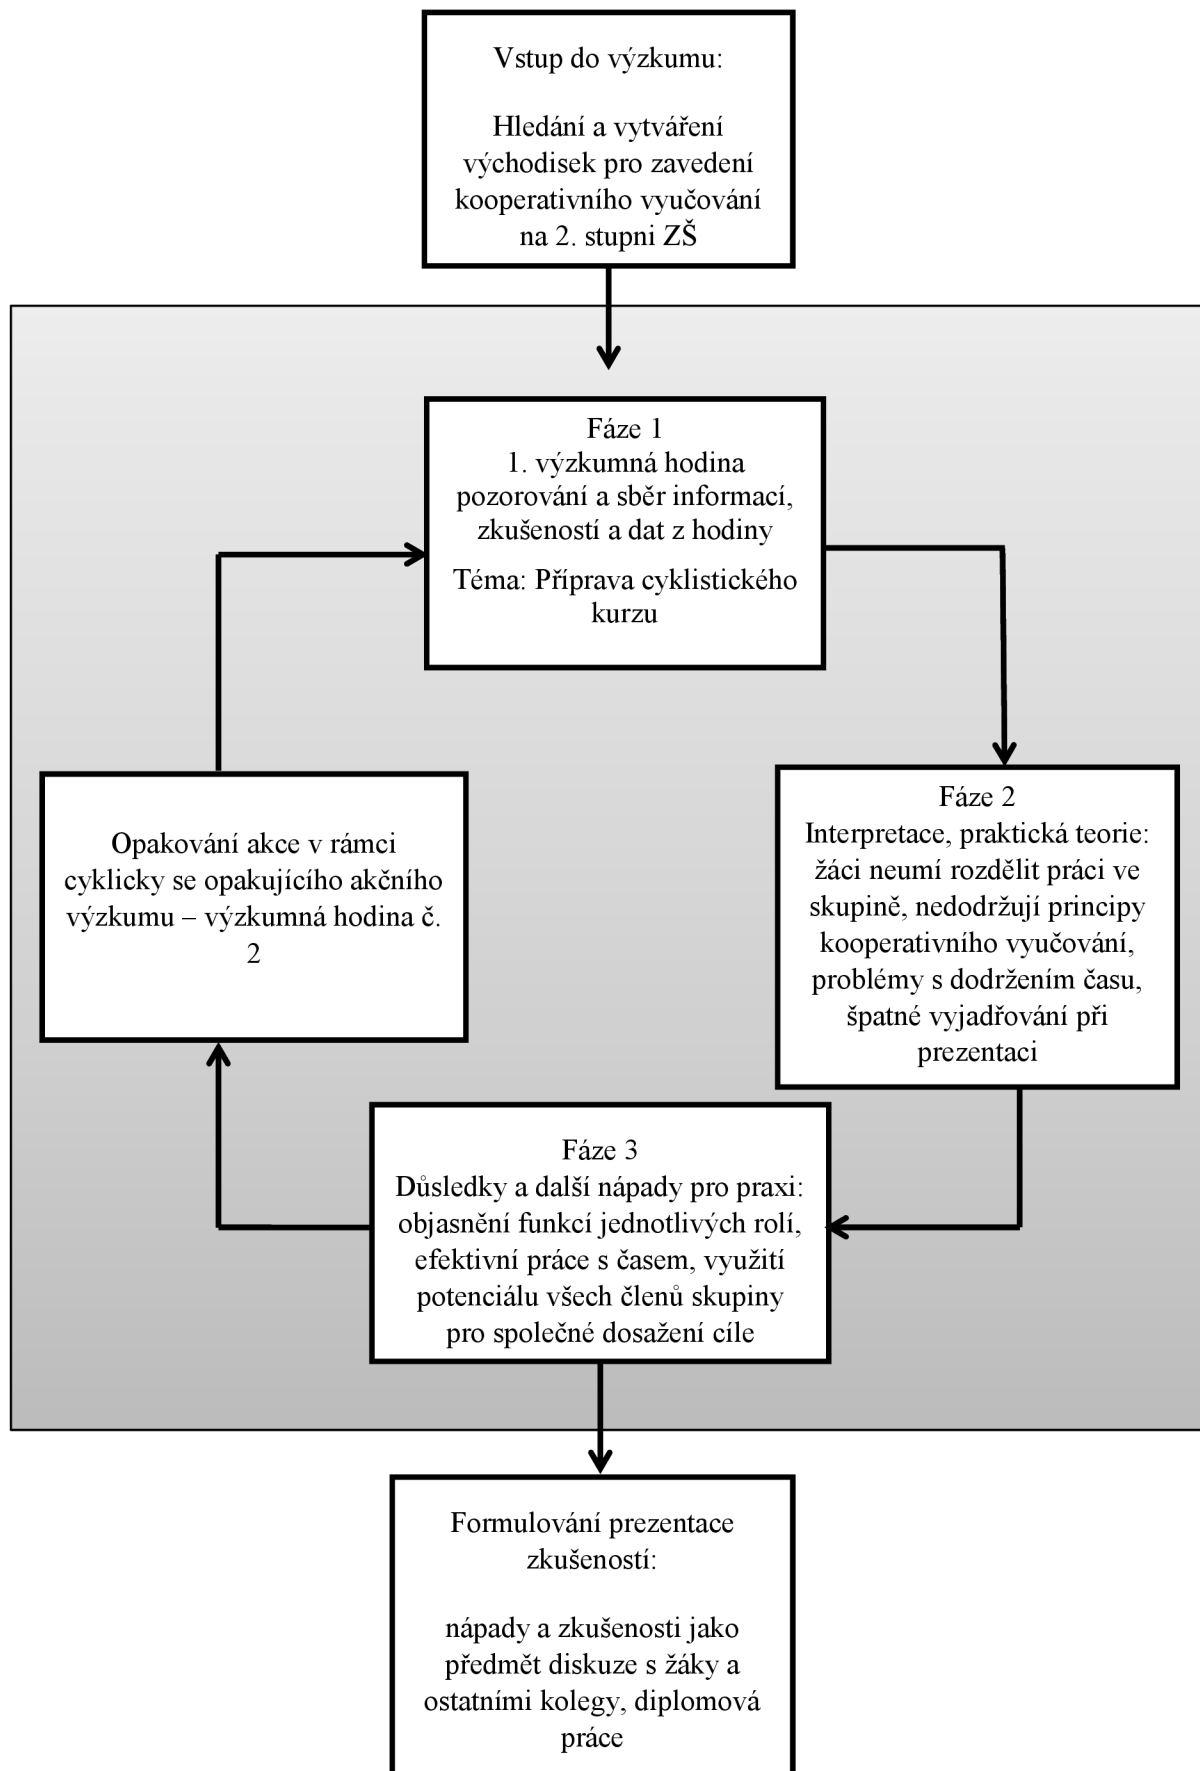 Vstup do výzkumu:
Hledání a vytváření
východisek pro zavedení
kooperativního vyučování
na 2. stupni ZŠ
Fáze 1
1. výzkumná hodina
pozorování a sběr informací,
zkušeností a dat z hodiny
Téma: Příprava cyklistického
kurzu
Fáze 2
Interpretace, praktická teorie:
žáci neumí rozdělit práci ve
skupině, nedodržují principy
kooperativního vyučování,
problémy s dodržením času,
špatné vyjadřování při
prezentaci
Opakování akce v rámci
cyklicky se opakujícího akčního
výzkumu – výzkumná hodina č.
2
Fáze 3
Důsledky a další nápady pro praxi:
objasnění funkcí jednotlivých rolí,
efektivní práce s časem, využití
potenciálu všech členů skupiny
pro společné dosažení cíle
Formulování prezentace
zkušeností:
nápady a zkušenosti jako
předmět diskuze s žáky a
ostatními kolegy, diplomová
práce